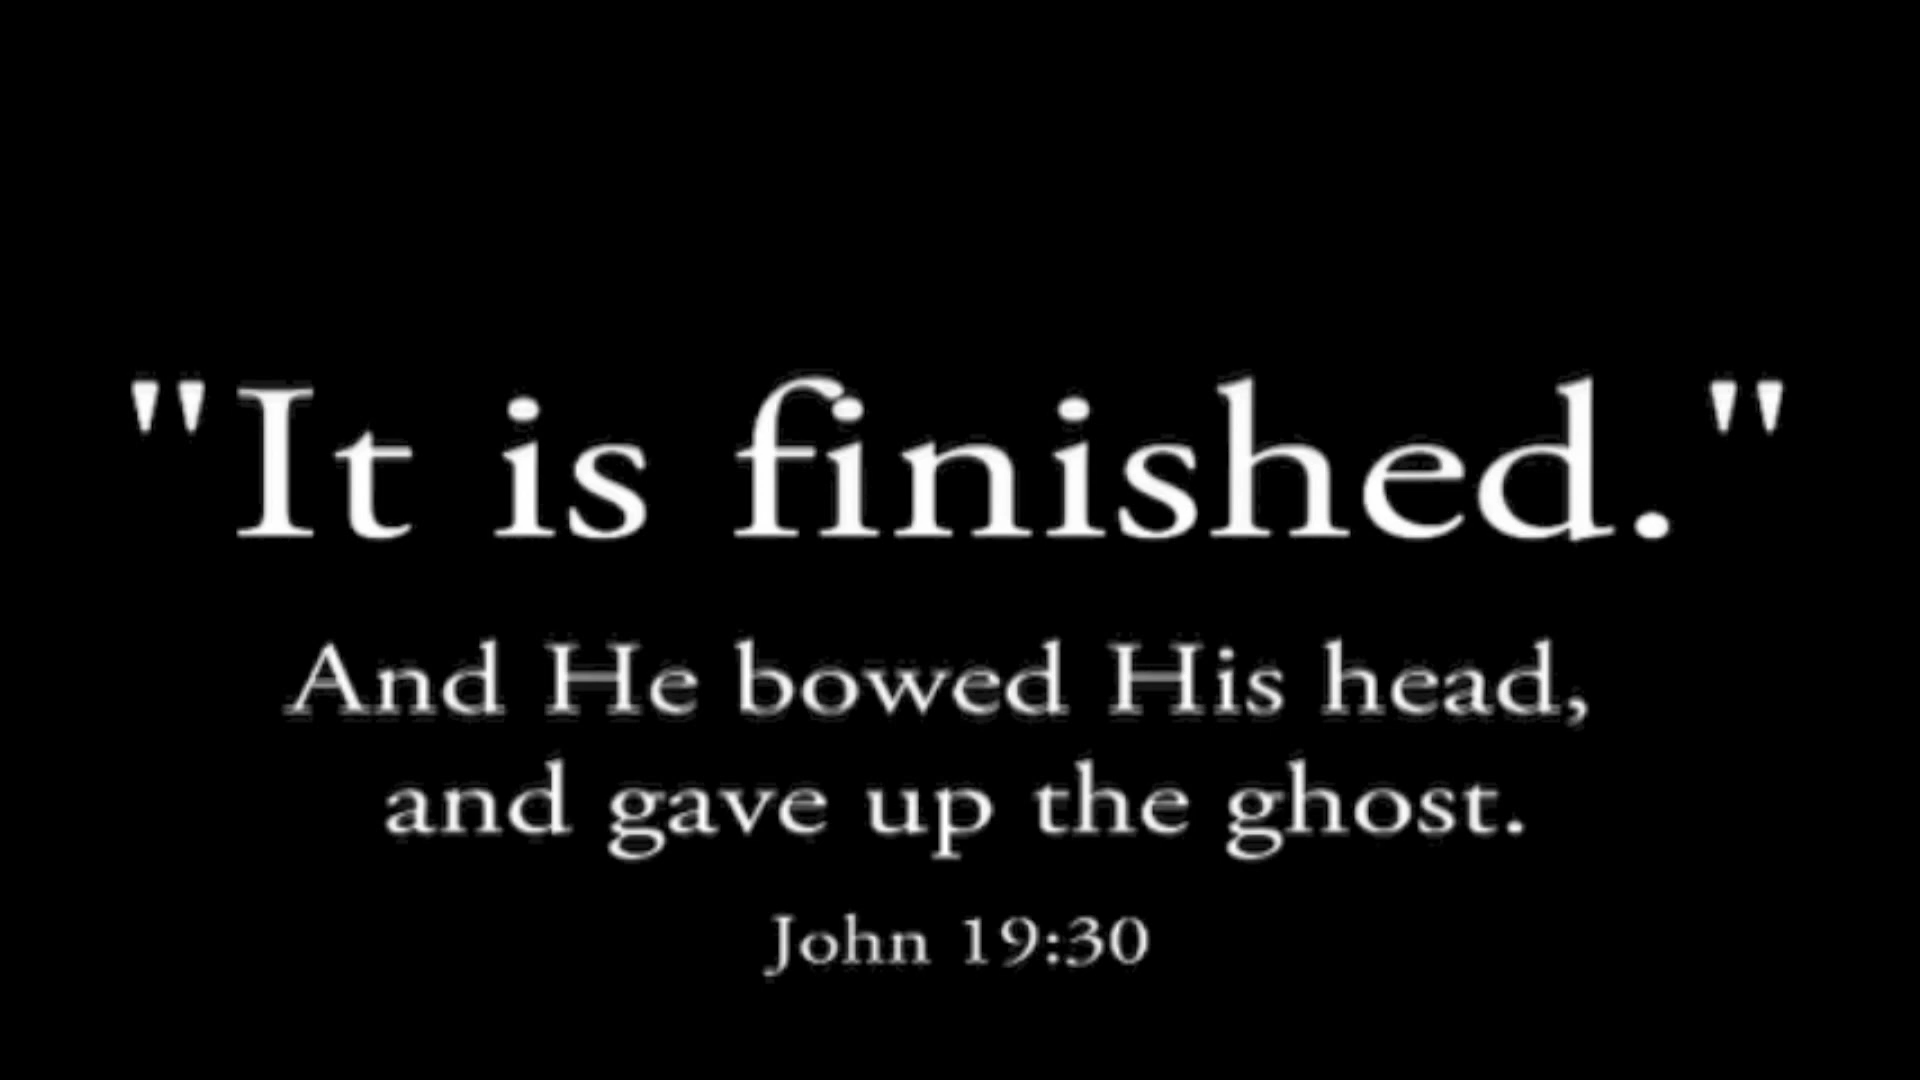 "It is finished."
And He bowed His head,
and gave up the ghost.
John 19:30